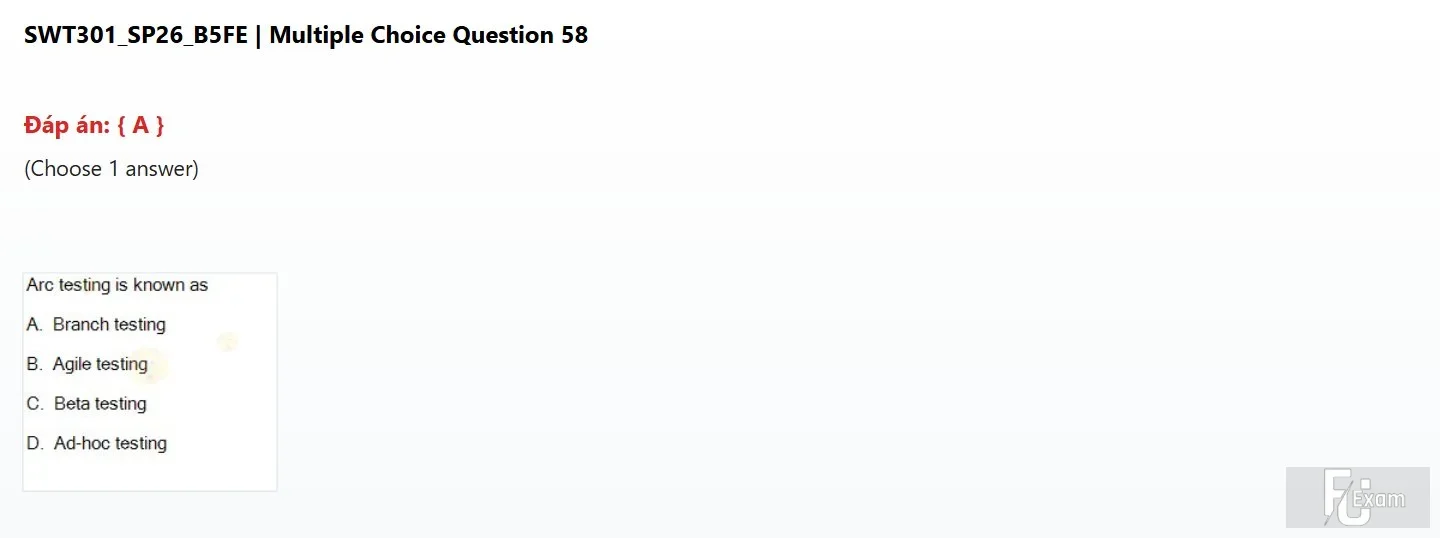 SWT301_SP26_B5FE | Multiple Choice Question 58
Đáp án: { A }
(Choose 1 answer)
Arc testing is known as
A. Branch testing
B. Agile testing
C. Beta testing
D. Ad-hoc testing
FU Exam